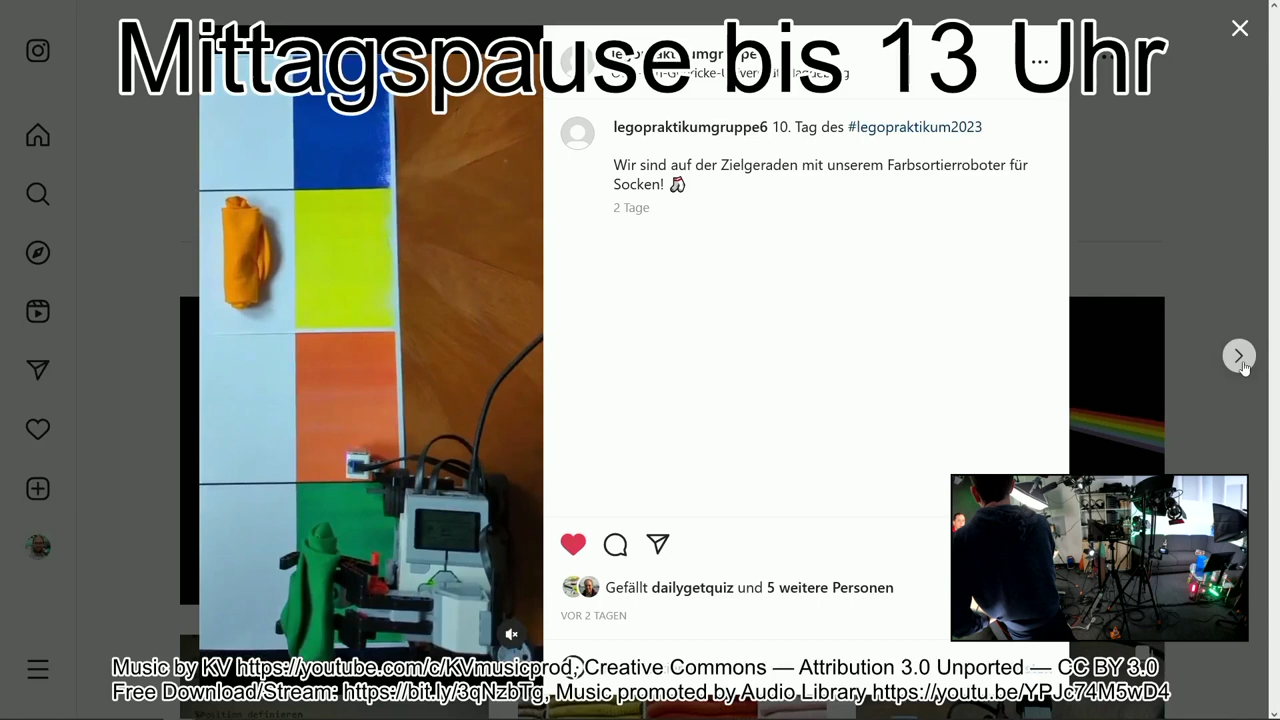 Mittagspause bis 13 Uhr
legopraktikumgruppe6 10. Tag des #legopraktikum2023
Wir sind auf der Zielgeraden mit unserem Farbsortierroboter für
Socken! 🧦
2 Tage
Gefällt dailygetquiz und 5 weitere Personen
VOR 2 TAGEN
Music by KV https://youtube.com/c/KVmusicprod; Creative Commons — Attribution 3.0 Unported — CC BY 3.0
Free Download/Stream: https://bit.ly/3qNzbTg, Music promoted by Audio Library https://youtu.be/YPJc74M5wD4
%Position definieren